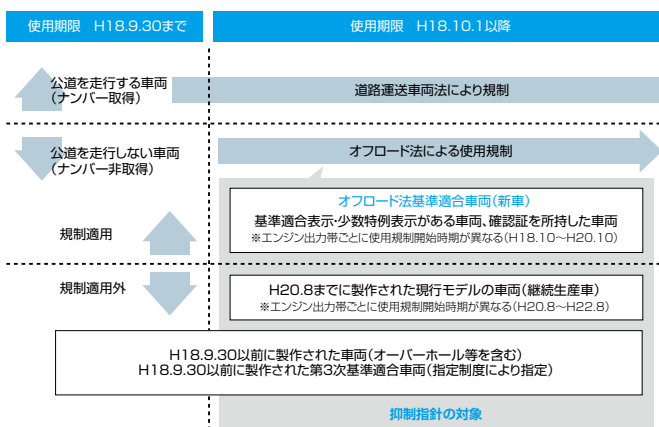 使用期限 H18.9.30まで
使用期限 H18.10.1以降
公道を走行する車両
(ナンバー取得)
道路運送車両法により規制
公道を走行しない車両
(ナンバー非取得)
オフロード法による使用規制
オフロード法基準適合車両(新車)
基準適合表示・少数特例表示がある車両、確認証を所持した車両
※エンジン出力帯ごとに使用規制開始時期が異なる(H18.10～H20.10)
規制適用
規制適用外
H20.8までに製作された現行モデルの車両(継続生産車)
※エンジン出力帯ごとに使用規制開始時期が異なる(H20.8～H22.8)
H18.9.30以前に製作された車両(オーバーホール等を含む)
H18.9.30以前に製作された第3次基準適合車両(指定制度により指定)
抑制指針の対象